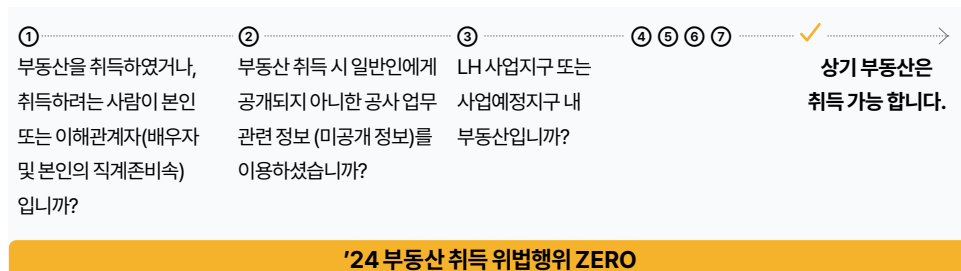 ①
부동산을 취득하였거나,
취득하려는 사람이 본인
또는 이해관계자(배우자
및 본인의 직계존비속)
입니까?
②
부동산 취득 시 일반인에게
공개되지 아니한 공사 업무
관련 정보 (미공개 정보)를
이용하셨습니까?
③
LH 사업지구 또는
사업예정지구 내
부동산입니까?
④ ⑤ ⑥ ⑦
상기 부동산은
취득 가능 합니다.
’24 부동산 취득 위법행위 ZERO